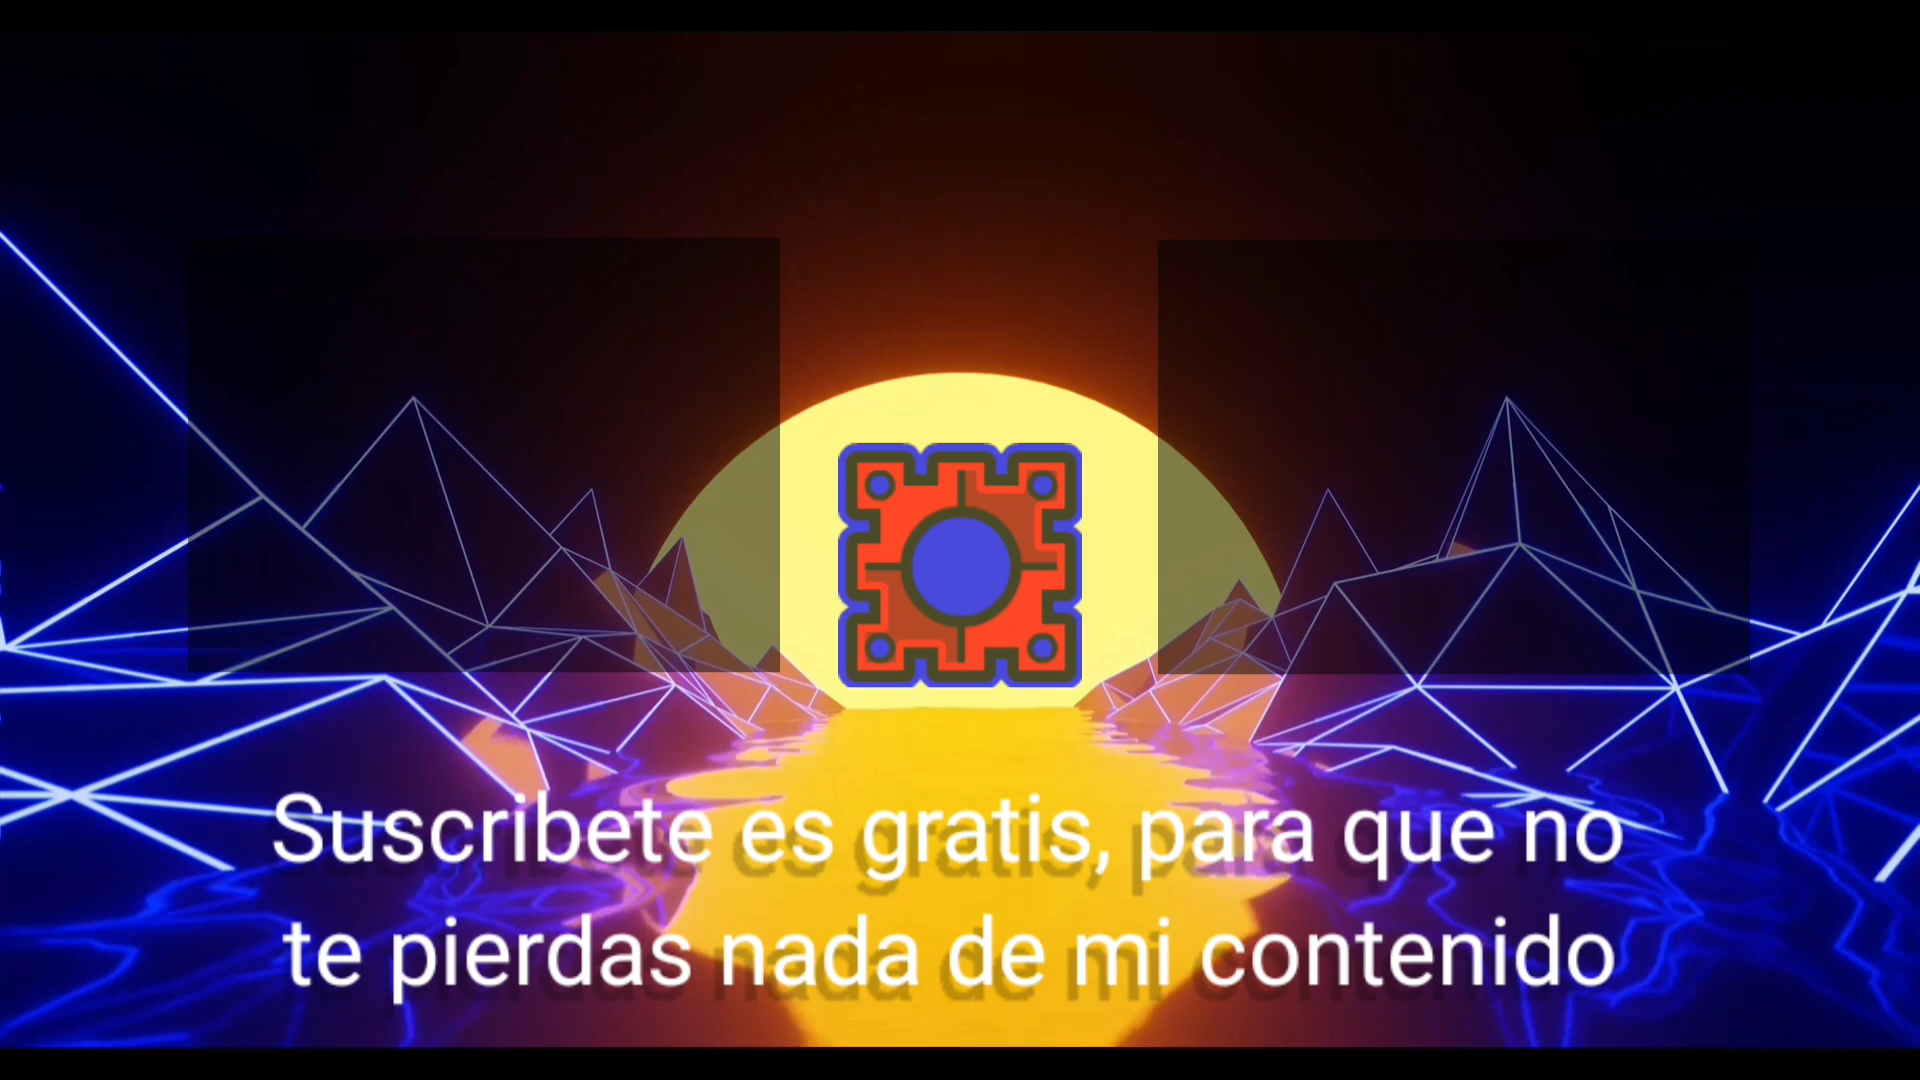 Suscribete es gratis, para que no
te pierdas nada de mi contenido